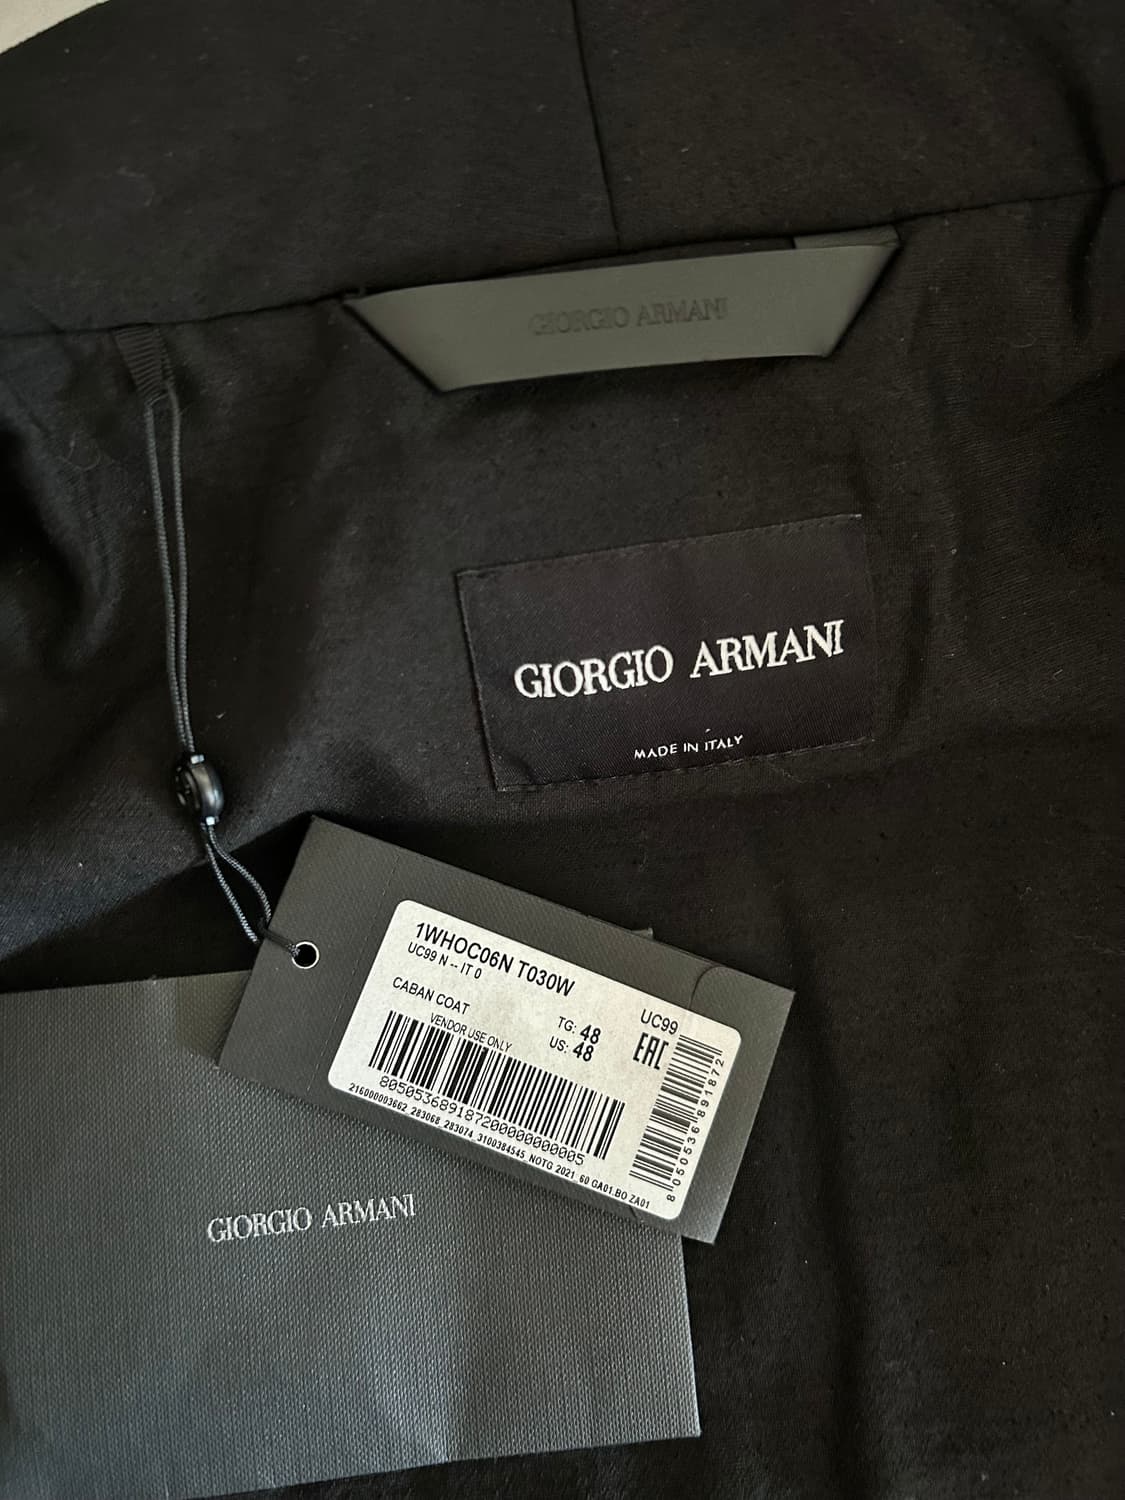 GIORGIO ARMANI
GIORGIO ARMANI
MADE IN ITALY
1WHOC06N T030W
UC99 N -- IT 0
CABAN COAT
VENDOR USE ONLY
TG: 48
US: 48
UC99
EAC
8050536891872000000000005
216000003662 283068 283074 3100384545 NOTG 2021 60 GA01.BO ZA01
8050536891872
GIORGIO ARMANI